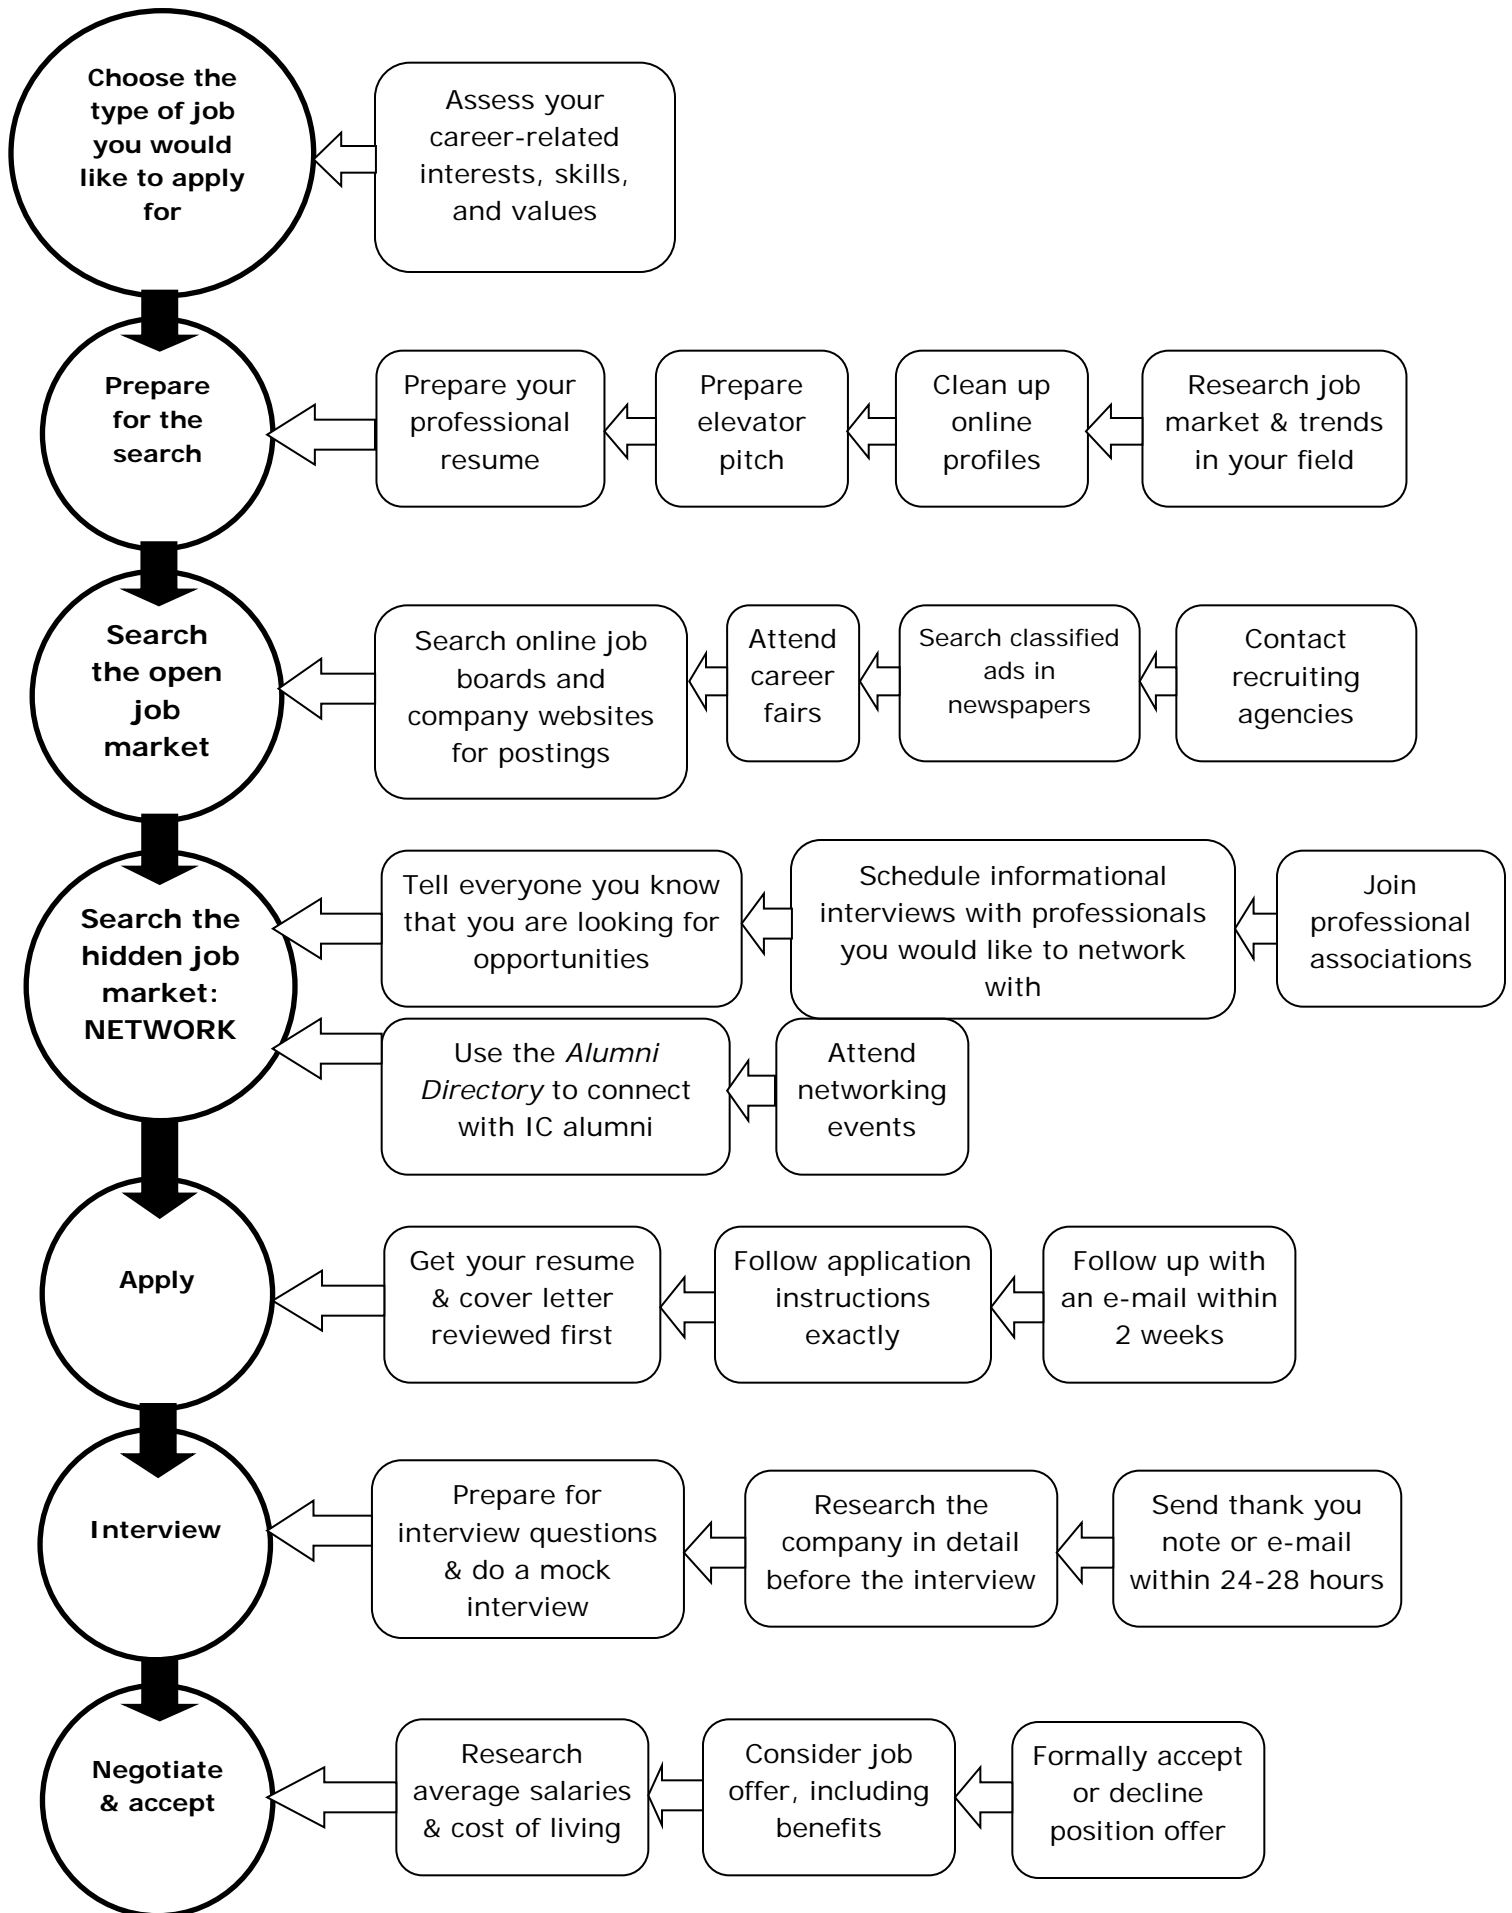 Choose the
type of job
you would
like to apply
for
Assess your
career-related
interests, skills,
and values
Prepare
for the
search
Prepare your
professional
resume
Prepare
elevator
pitch
Clean up
online
profiles
Research job
market & trends
in your field
Search
the open
job
market
Search online job
boards and
company websites
for postings
Attend
career
fairs
Search classified
ads in
newspapers
Contact
recruiting
agencies
Search the
hidden job
market:
NETWORK
Tell everyone you know
that you are looking for
opportunities
Schedule informational
interviews with professionals
you would like to network
with
Join
professional
associations
Use the Alumni
Directory to connect
with IC alumni
Attend
networking
events
Apply
Get your resume
& cover letter
reviewed first
Follow application
instructions
exactly
Follow up with
an e-mail within
2 weeks
Interview
Prepare for
interview questions
& do a mock
interview
Research the
company in detail
before the interview
Send thank you
note or e-mail
within 24-28 hours
Negotiate
& accept
Research
average salaries
& cost of living
Consider job
offer, including
benefits
Formally accept
or decline
position offer